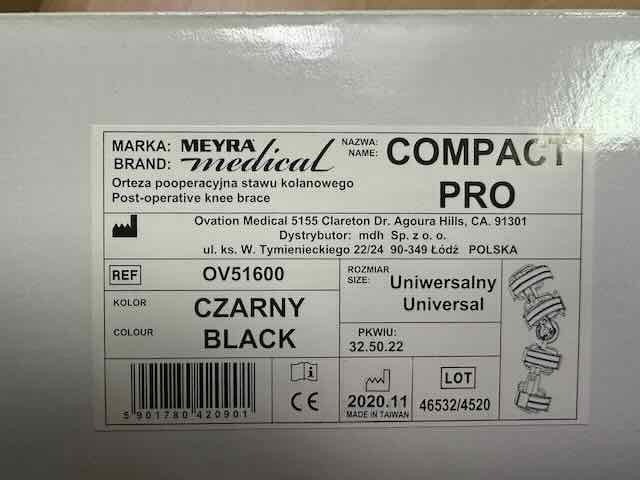 MARKA: MEYRA
BRAND: medical
NAZWA:
NAME: COMPACT
PRO
Orteza pooperacyjna stawu kolanowego
Post-operative knee brace
Ovation Medical 5155 Clareton Dr. Agoura Hills, CA. 91301
Dystrybutor: mdh Sp. z o. o.
ul. ks. W. Tymienieckiego 22/24 90-349 Łódź POLSKA
REF OV51600
ROZMIAR
SIZE: Uniwersalny
Universal
KOLOR CZARNY
COLOUR BLACK
PKWIU:
32.50.22
5 901780 420901
CE
2020.11
MADE IN TAIWAN
LOT
46532/4520